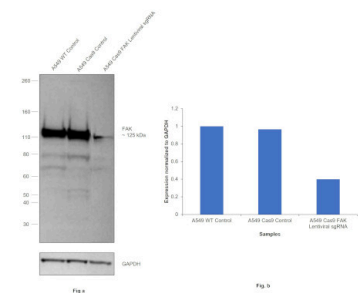 A549 WT Control
A549 Cas9 Control
A549 Cas9 FAK Lentiviral sgRNA
260
160
110
80
60
50
40
30
FAK
~ 125 kDa
GAPDH
Fig a
1.2
1
0.8
0.6
0.4
0.2
0
Expression normalized to GAPDH
A549 WT Control
A549 Cas9 Control
A549 Cas9 FAK
Lentiviral sgRNA
Samples
Fig. b